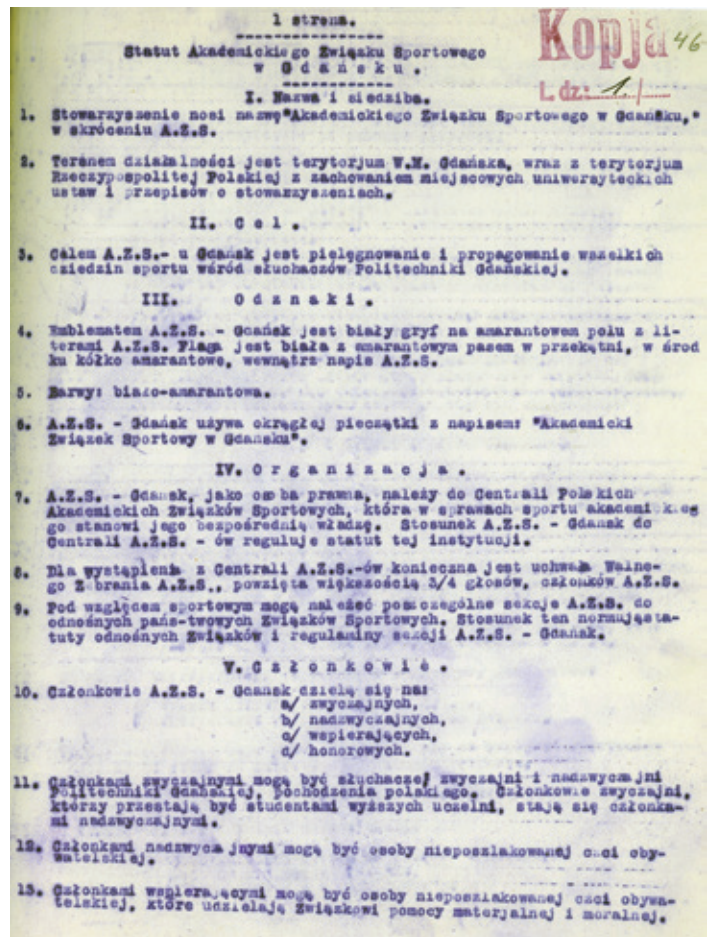 1 strona.
Kopja 46
Statut Akademickiego Związku Sportowego
w Gdańsku.
L. dz: 1./
I. Nazwa i siedziba.
1. Stowarzyszenie nosi nazwę "Akademickiego Związku Sportowego w Gdańsku,"
w skróceniu A.Z.S.
2. Terenem działalności jest terytorjum W.M. Gdańska, wraz z terytorjum
Rzeczypospolitej Polskiej z zachowaniem miejscowych uniwersyteckich
ustaw i przepisów o stowarzyszeniach.
II. Cel.
3. Celem A.Z.S.- u Gdańsk jest pielęgnowanie i propagowanie wszelkich
dziedzin sportu wśród słuchaczów Politechniki Gdańskiej.
III. Odznaki.
4. Emblematem A.Z.S. - Gdańsk jest biały gryf na amarantowem polu z li-
terami A.Z.S. Flaga jest biała z amarantowym pasem w przekątni, w środ
ku kółko amarantowe, wewnątrz napis A.Z.S.
5. Barwy: biało-amarantowa.
6. A.Z.S. - Gdańsk używa okrągłej pieczątki z napisem: "Akademicki
Związek Sportowy w Gdańsku".
IV. Organizacja.
7. A.Z.S. - Gdańsk, jako osoba prawna, należy do Centrali Polskich
Akademickich Związków Sportowych, która w sprawach sportu akademickieg
go stanowi jego bezpośrednią władzę. Stosunek A.Z.S. - Gdańsk do
Centrali A.Z.S. - ów reguluje statut tej instytucji.
8. Dla wystąpienia z Centrali A.Z.S.-ów konieczna jest uchwała Walne-
go Zebrania A.Z.S., powzięta większością 3/4 głosów, członków A.Z.S.
9. Pod względem sportowym mogą należeć poszczególne sekcje A.Z.S. do
odnośnych pańs-twowych Związków Sportowych. Stosunek ten normująsta-
tuty odnośnych Związków i regulaminy sekcji A.Z.S. - Gdańsk.
V. Członkowie.
10. Członkowie A.Z.S. - Gdańsk dzielą się na:
a/ zwyczajnych,
b/ nadzwyczajnych,
c/ wspierających,
d/ honorowych.
11. Członkami zwyczajnymi mogą być słuchacze, zwyczajni i nadzwyczajni
Politechniki Gdańskiej, pochodzenia polskiego. Członkowie zwyczajni,
którzy przestają być studentami wyższych uczelni, stają się członka-
mi nadzwyczajnymi.
12. Członkami nadzwyczajnymi mogą być osoby nieposzlakowanej czci oby-
watelskiej.
13. Członkami wspierającymi mogą być osoby nieposzlakowanej czci obywa-
telskiej, które udzielają Związkowi pomocy materjalnej i moralnej.